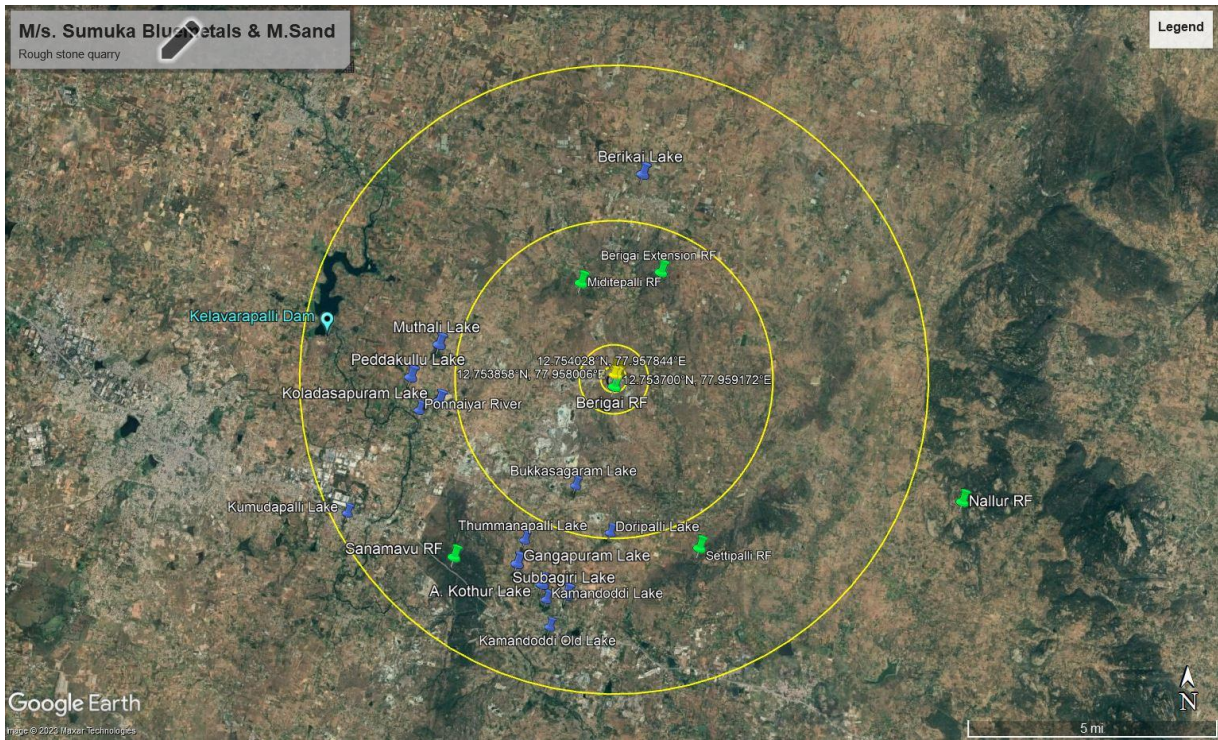 M/s. Sumuka Bluemetals & M.Sand
Rough stone quarry
Legend
Berikai Lake
Berigai Extension RF
Miditepalli RF
Kelavarapalli Dam
Muthali Lake
Peddakullu Lake
12.754028°N, 77.957844°E
12.753858°N, 77.958006°E
12.753700°N, 77.959172°E
Koladasapuram Lake
Ponnaiyar River
Berigai RF
Bukkasagaram Lake
Nallur RF
Kumudapalli Lake
Thummanapalli Lake
Doripalli Lake
Sanamavu RF
Gangapuram Lake
Settipalli RF
Subbagiri Lake
A. Kothur Lake
Kamandoddi Lake
Kamandoddi Old Lake
Google Earth
Image © 2023 Maxar Technologies
N
5 mi